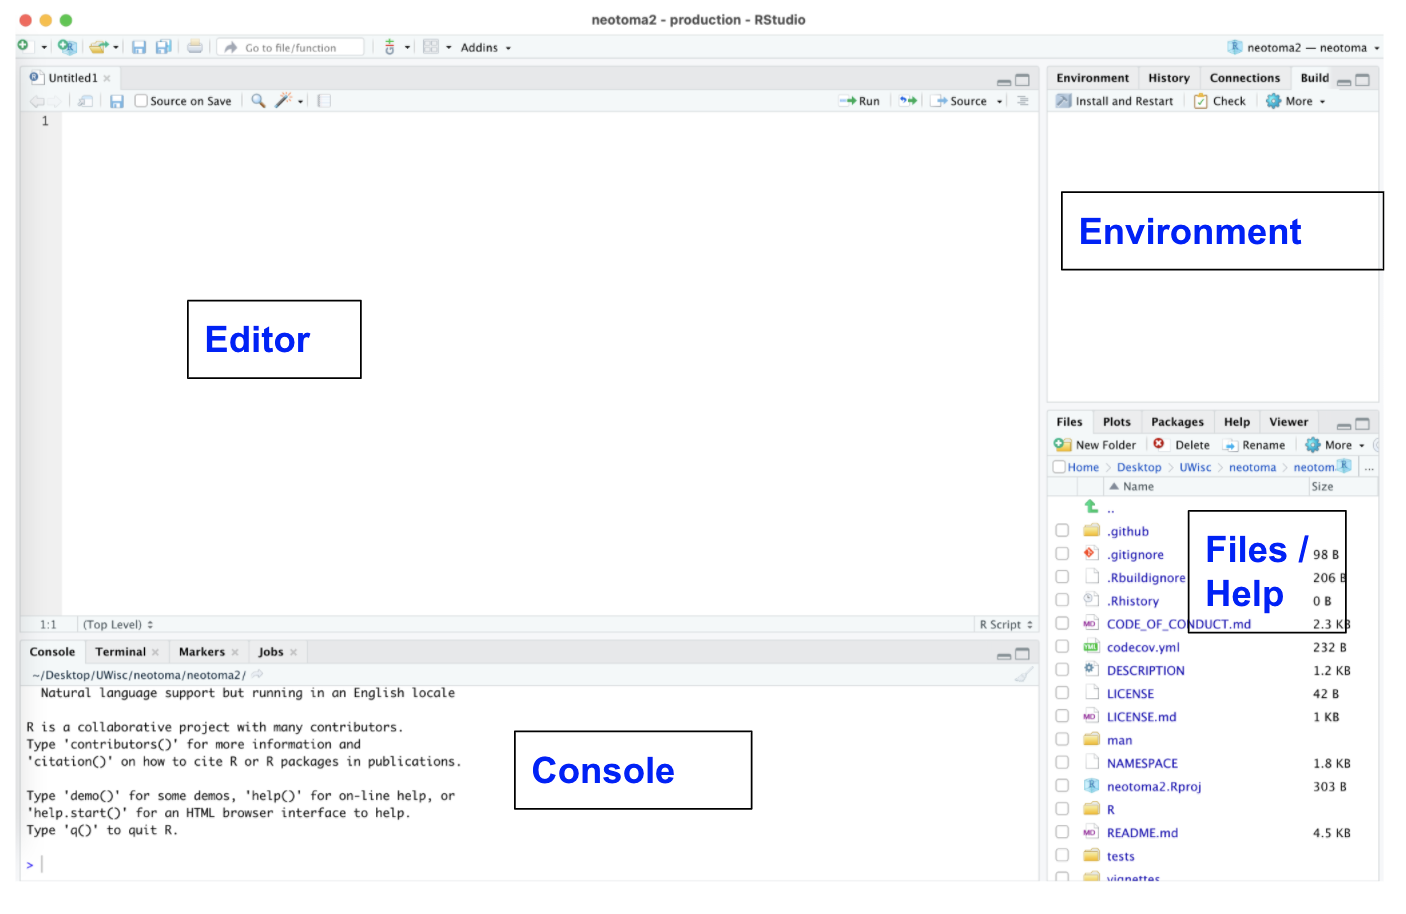 neotoma2 - production - RStudio
Go to file/function
Addins
neotoma2 — neotoma
Untitled1
Source on Save
Run
Source
1
Editor
1:1
(Top Level)
R Script
Console Terminal Markers Jobs
~/Desktop/UWisc/neotoma/neotoma2/
Natural language support but running in an English locale
R is a collaborative project with many contributors.
Type 'contributors()' for more information and
'citation()' on how to cite R or R packages in publications.
Type 'demo()' for some demos, 'help()' for on-line help, or
'help.start()' for an HTML browser interface to help.
Type 'q()' to quit R.
>
Console
Environment History Connections Build
Install and Restart Check More
Environment
Files Plots Packages Help Viewer
New Folder Delete Rename More
Home > Desktop > UWisc > neotoma > neotom ...
Name Size
..
.github
.gitignore 98 B
.Rbuildignore 206 B
.Rhistory 0 B
CODE_OF_CONDUCT.md 2.3 KB
codecov.yml 232 B
DESCRIPTION 1.2 KB
LICENSE 42 B
LICENSE.md 1 KB
man
NAMESPACE 1.8 KB
neotoma2.Rproj 303 B
R
README.md 4.5 KB
tests
vignettes
Files /
Help